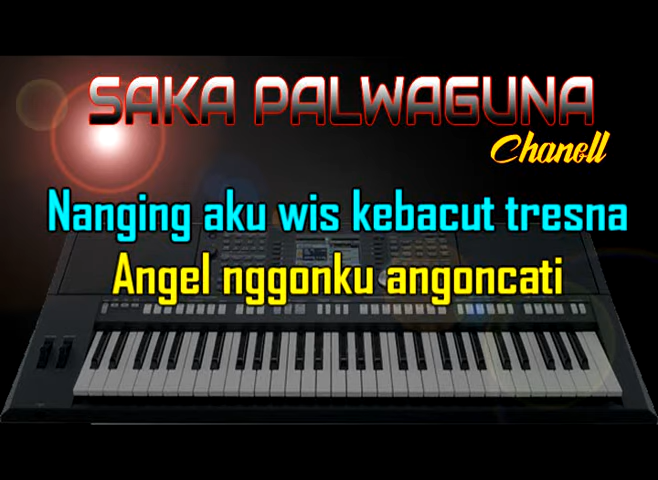 SAKA PALWAGUNA
Chanell
Nanging aku wis kebacut tresna
Angel nggonku angoncati